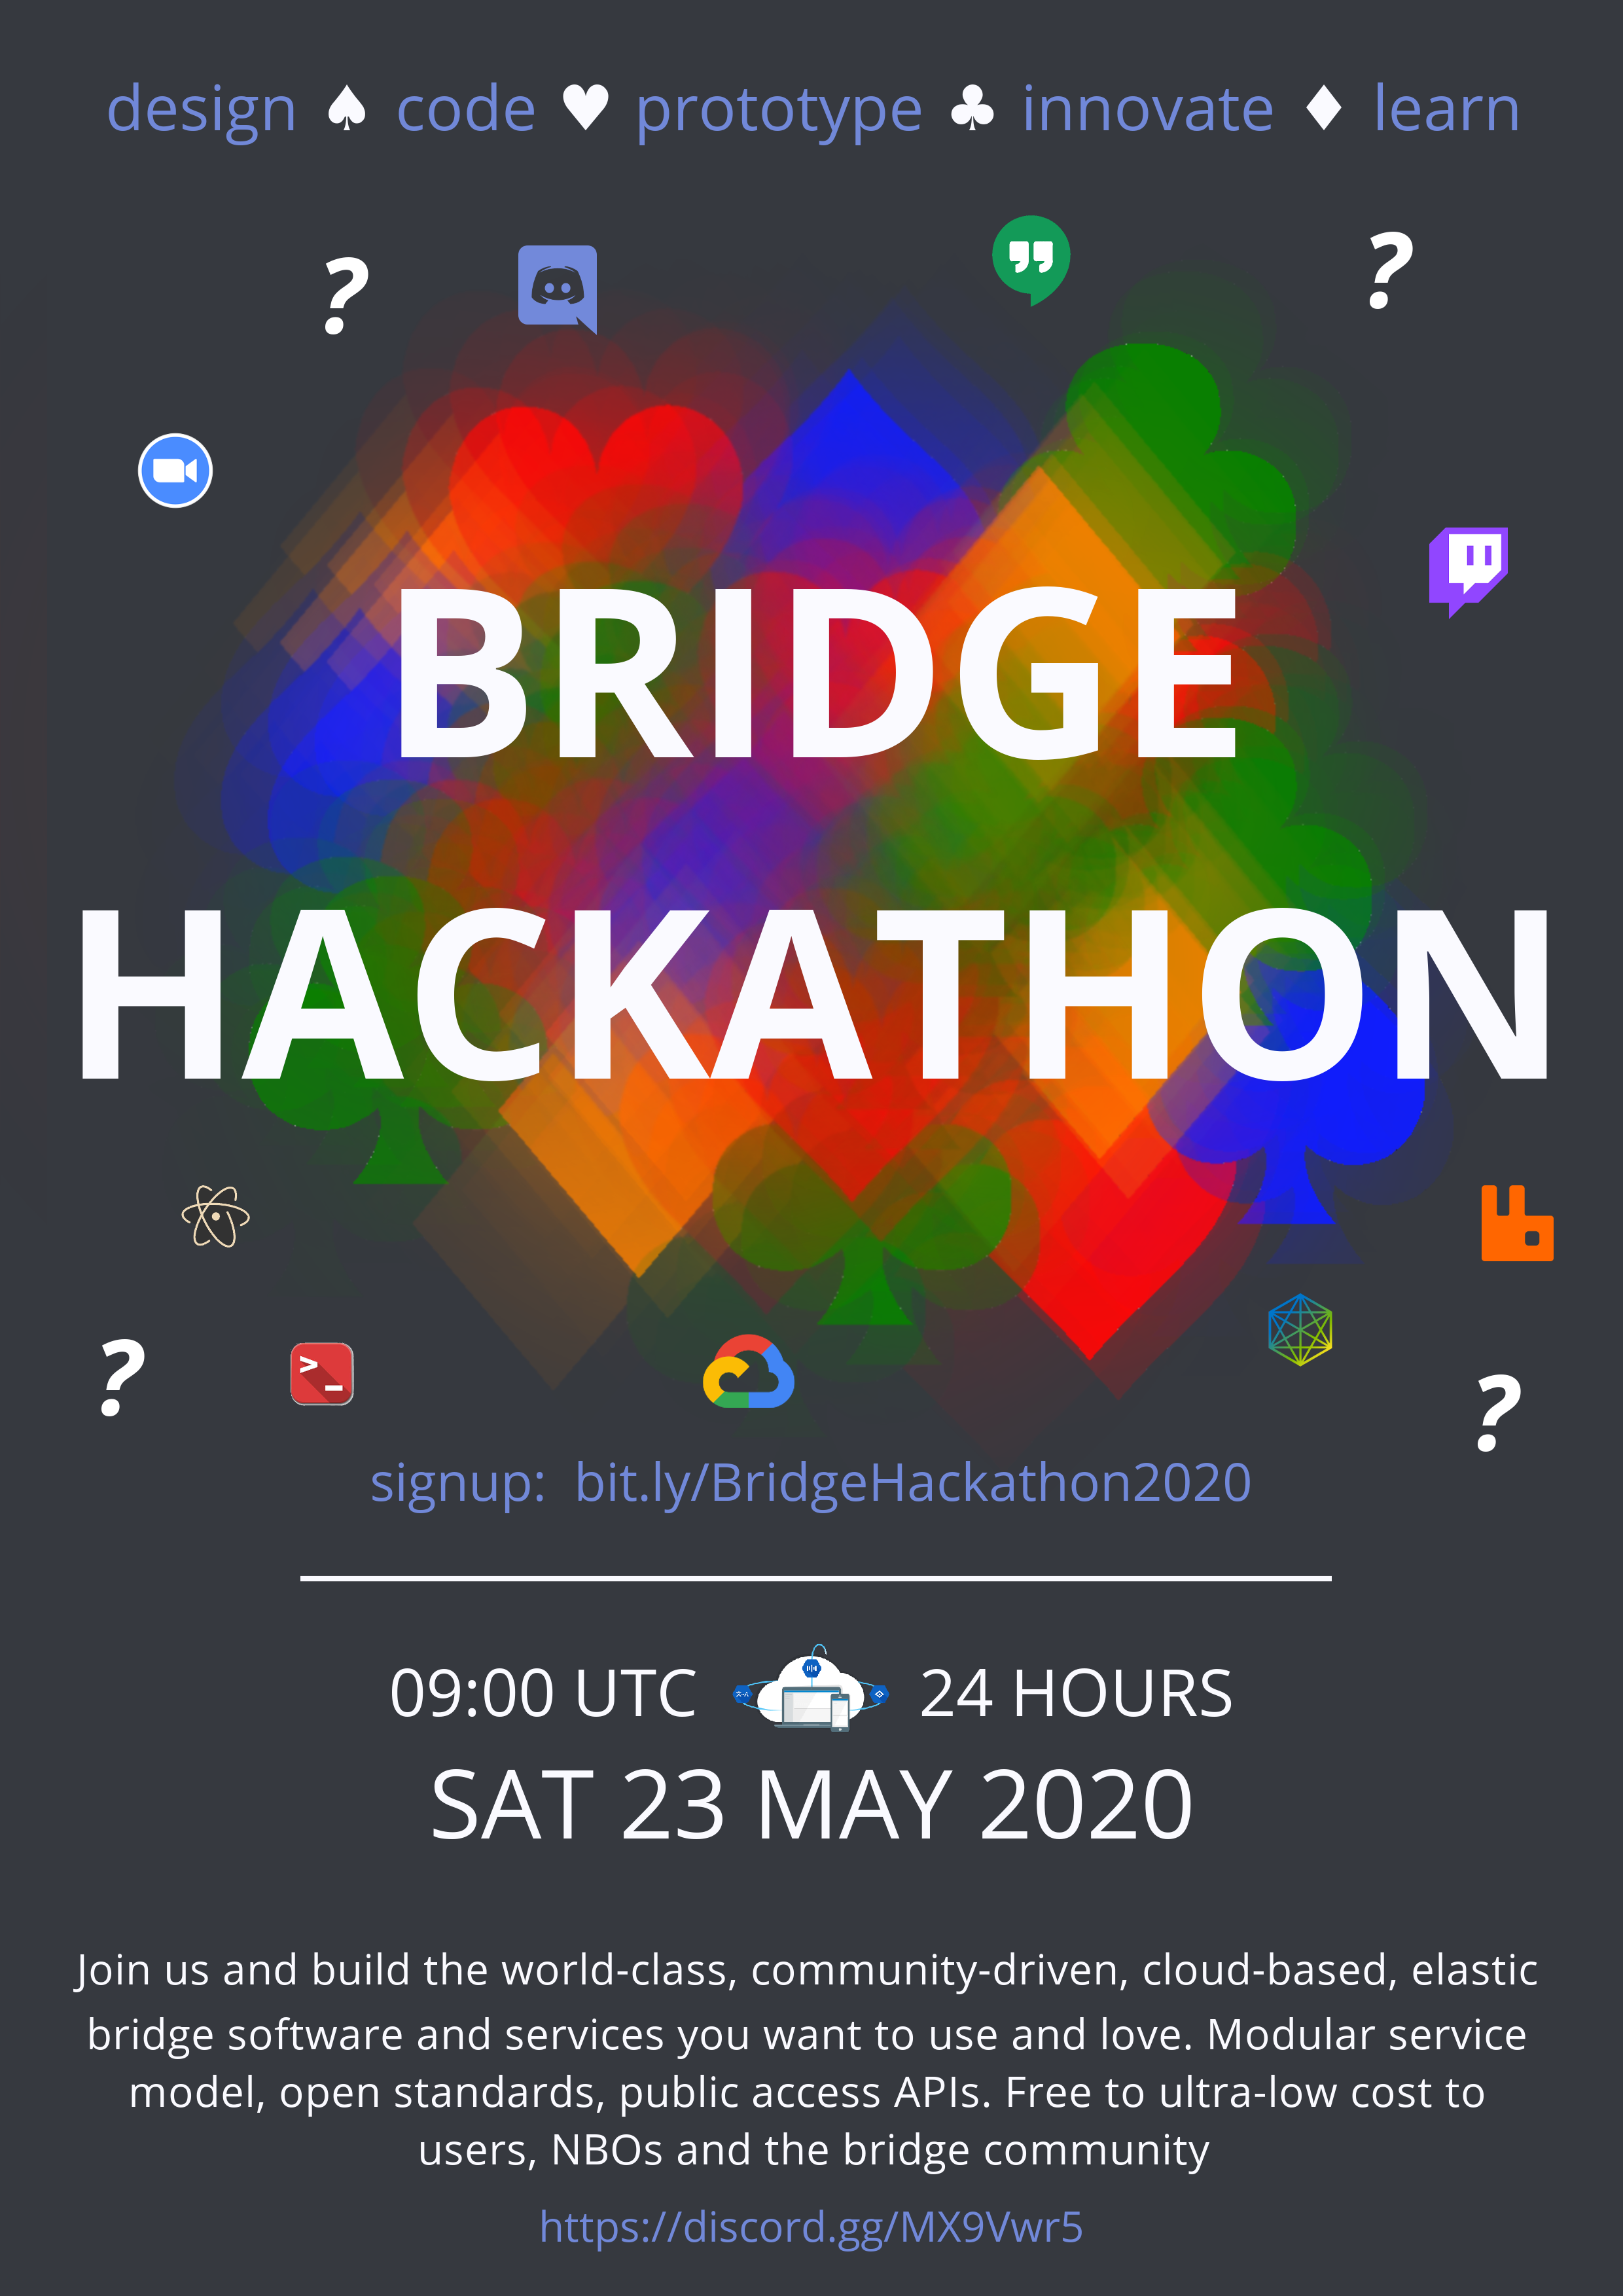 design ♠ code ♥ prototype ♣ innovate ♦ learn
? ?
BRIDGE
HACKATHON
>_
? ?
signup: bit.ly/BridgeHackathon2020
09:00 UTC 24 HOURS
SAT 23 MAY 2020
Join us and build the world-class, community-driven, cloud-based, elastic
bridge software and services you want to use and love. Modular service
model, open standards, public access APIs. Free to ultra-low cost to
users, NBOs and the bridge community
https://discord.gg/MX9Vwr5